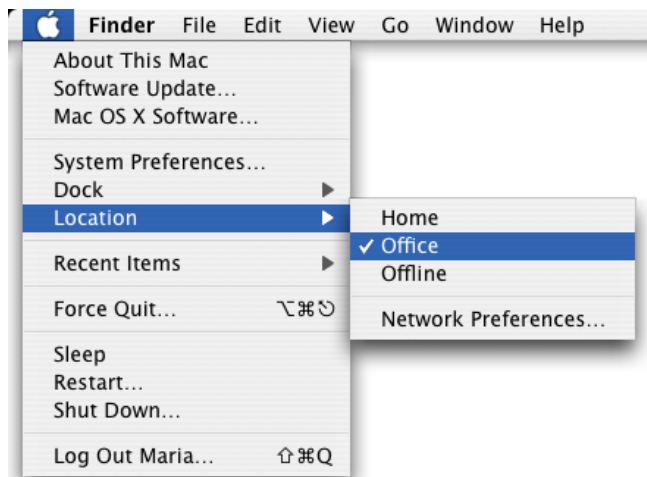 Finder File Edit View Go Window Help
About This Mac
Software Update…
Mac OS X Software…
System Preferences…
Dock
Location
Recent Items
Force Quit… ⌥⌘⎋
Sleep
Restart…
Shut Down…
Log Out Maria… ⇧⌘Q
Home
✓ Office
Offline
Network Preferences…